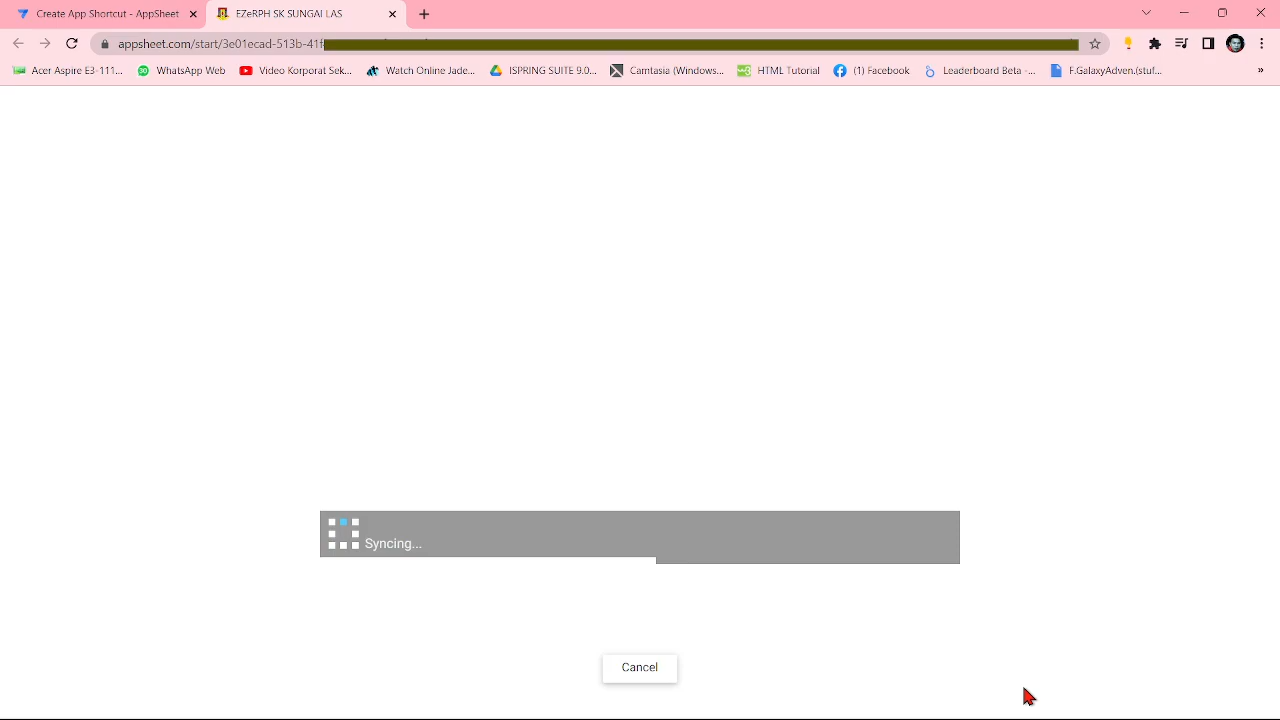 Create App Shortcut - AppSheet
EZeRPH SK SUNGAI LAS
appsheet.com/start/3e01ecad-513b-41f
Acer Aspire E3-111...
WhatsApp Web
Video Korporat Sek...
Watch Online Jade...
ISPRING SUITE 9.0...
Camtasia (Windows...
HTML Tutorial
(1) Facebook
Leaderboard Beta -...
F.GalaxyAdven.(stuf...
»
Syncing...
Cancel